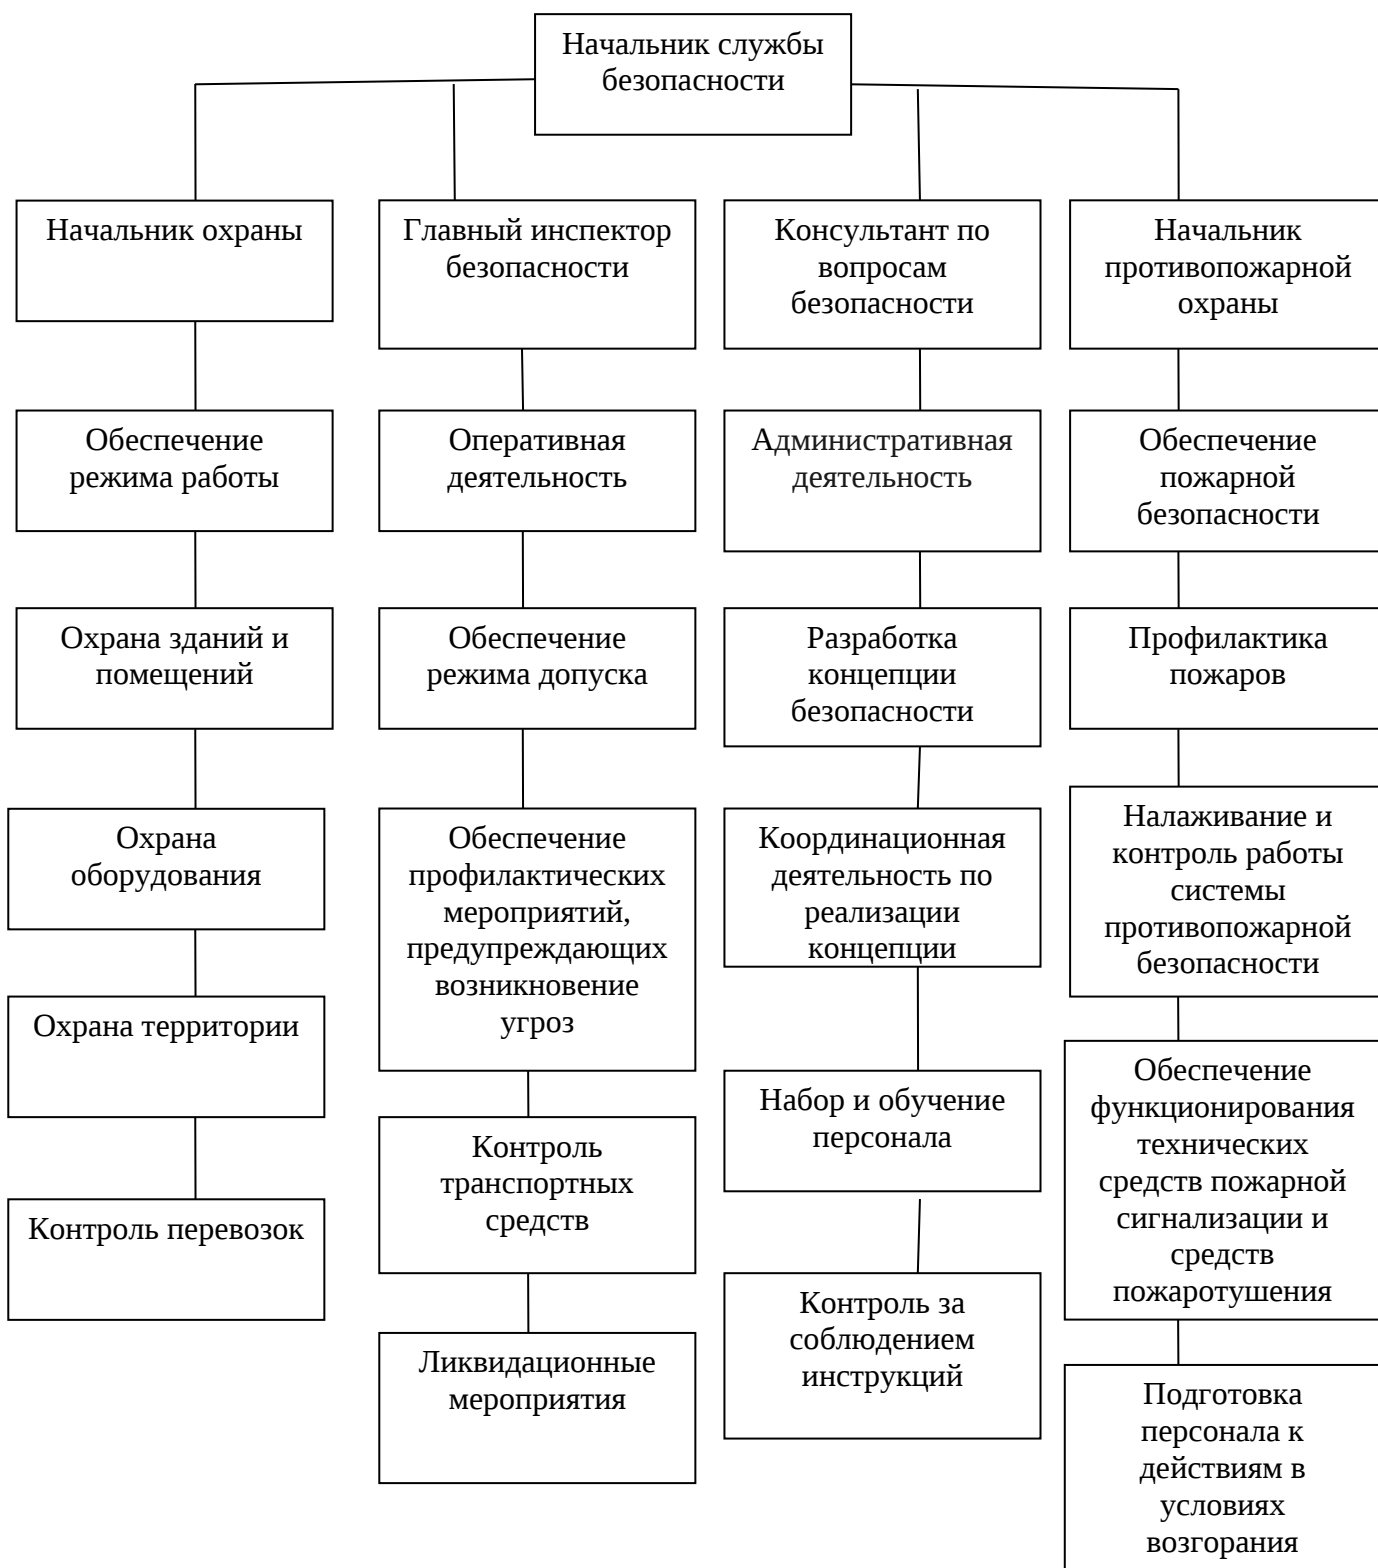 Начальник службы
безопасности
Начальник охраны
Главный инспектор
безопасности
Консультант по
вопросам
безопасности
Начальник
противопожарной
охраны
Обеспечение
режима работы
Оперативная
деятельность
Административная
деятельность
Обеспечение
пожарной
безопасности
Охрана зданий и
помещений
Обеспечение
режима допуска
Разработка
концепции
безопасности
Профилактика
пожаров
Охрана
оборудования
Обеспечение
профилактических
мероприятий,
предупреждающих
возникновение
угроз
Координационная
деятельность по
реализации
концепции
Налаживание и
контроль работы
системы
противопожарной
безопасности
Охрана территории
Контроль
транспортных
средств
Набор и обучение
персонала
Обеспечение
функционирования
технических
средств пожарной
сигнализации и
средств
пожаротушения
Контроль перевозок
Ликвидационные
мероприятия
Контроль за
соблюдением
инструкций
Подготовка
персонала к
действиям в
условиях
возгорания